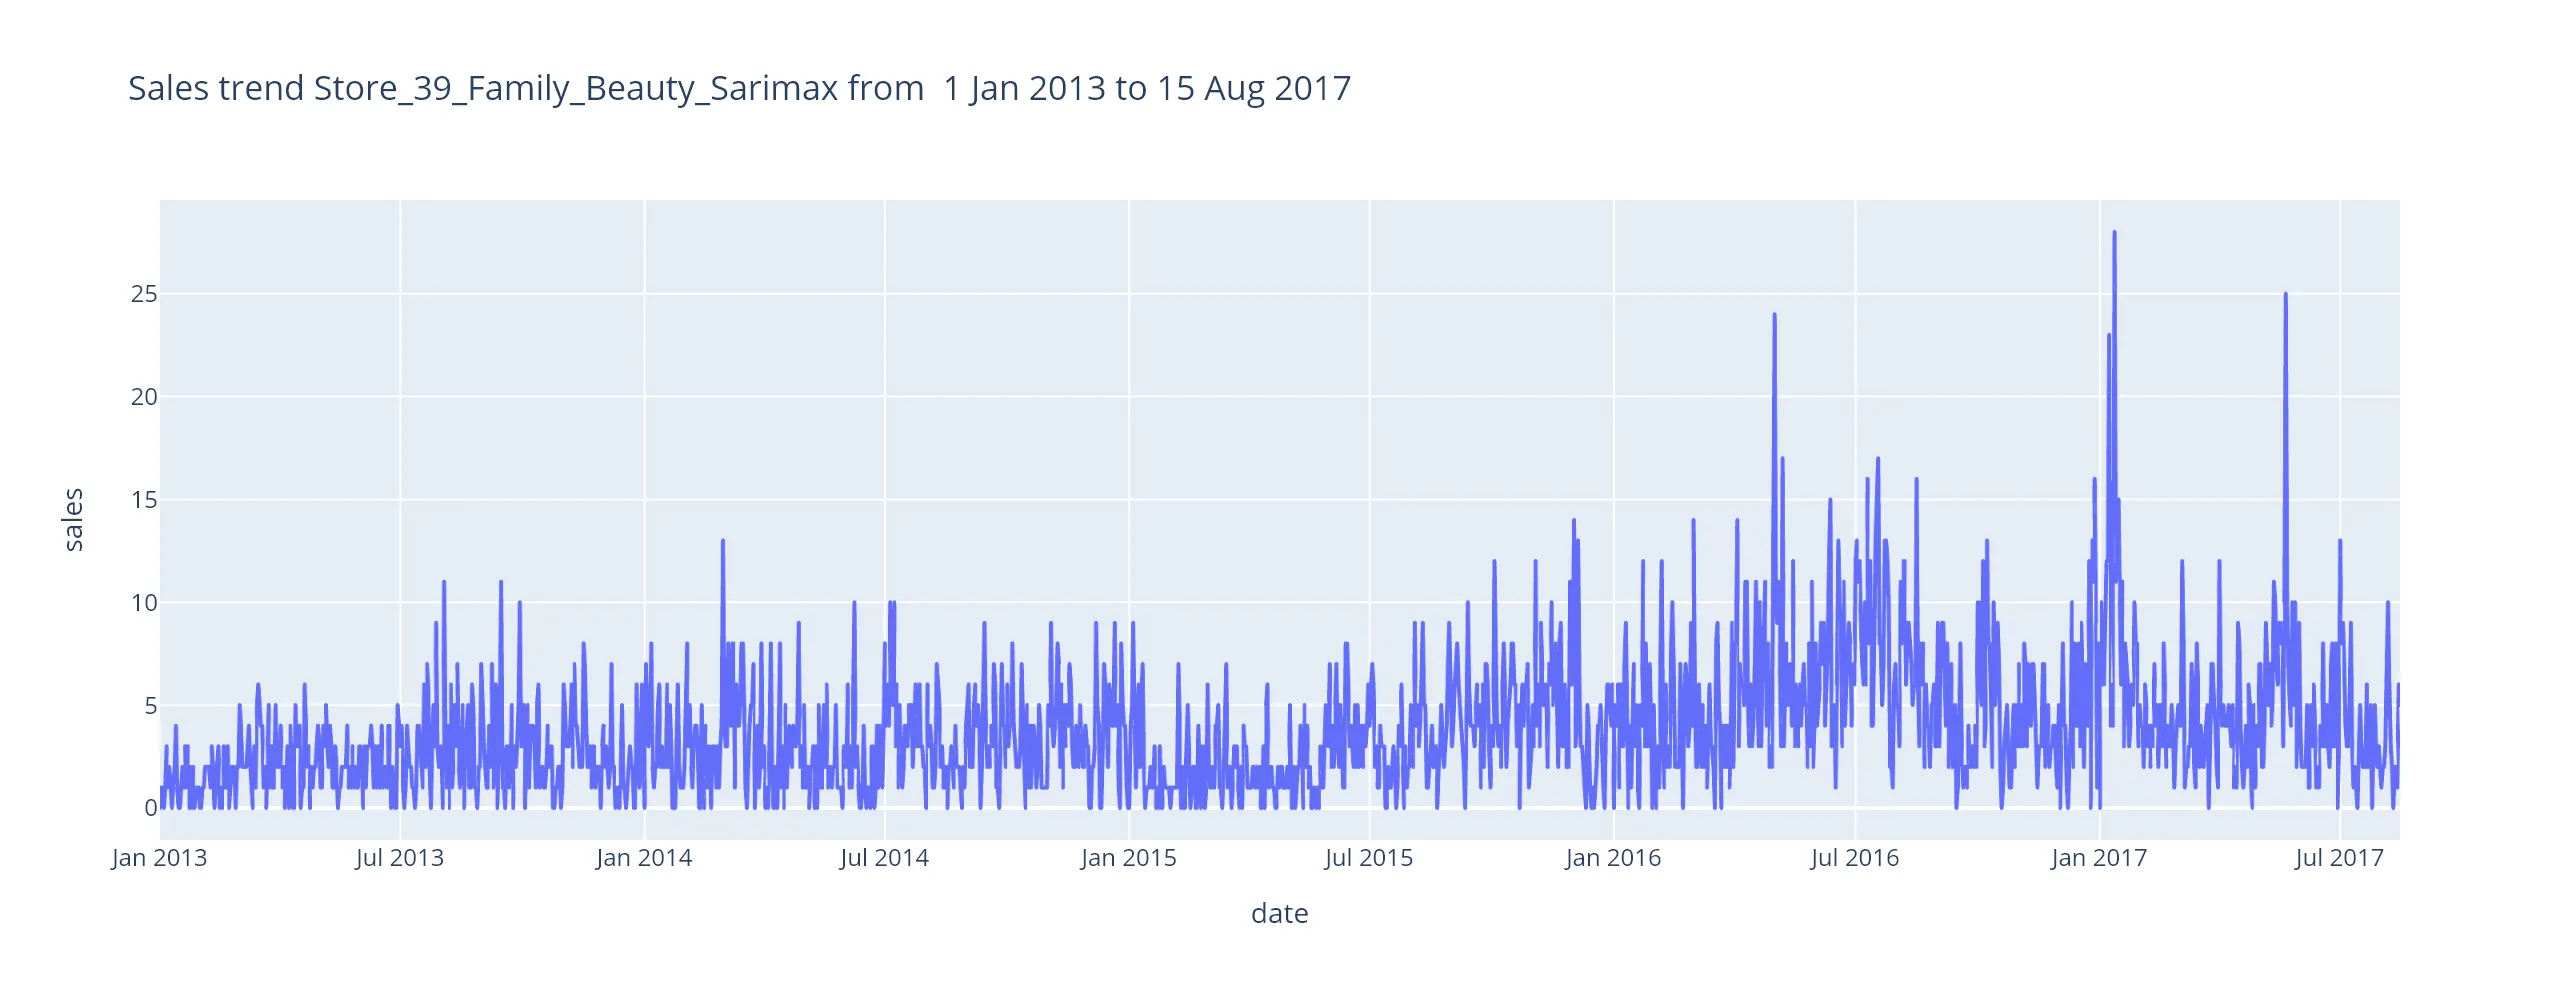 Sales trend Store_39_Family_Beauty_Sarimax from  1 Jan 2013 to 15 Aug 2017
25
20
15
10
5
0
sales
Jan 2013 Jul 2013 Jan 2014 Jul 2014 Jan 2015 Jul 2015 Jan 2016 Jul 2016 Jan 2017 Jul 2017
date